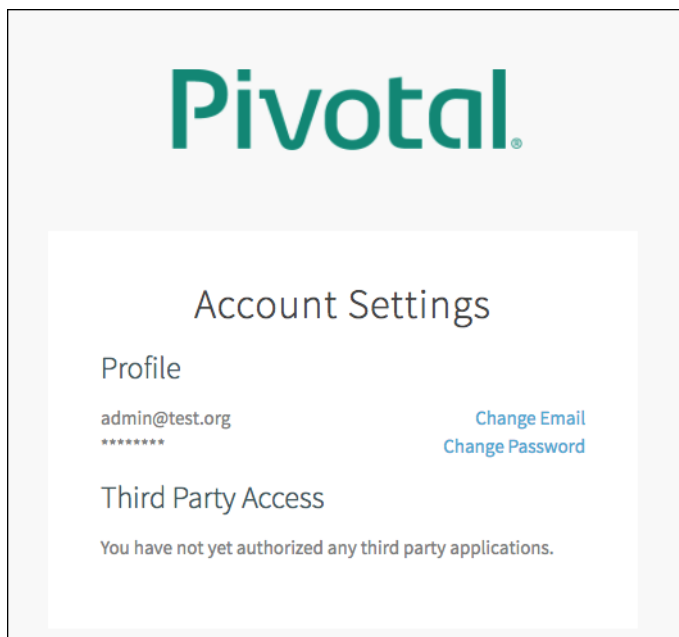 Pivotal®
Account Settings
Profile
admin@test.org Change Email
******** Change Password
Third Party Access
You have not yet authorized any third party applications.